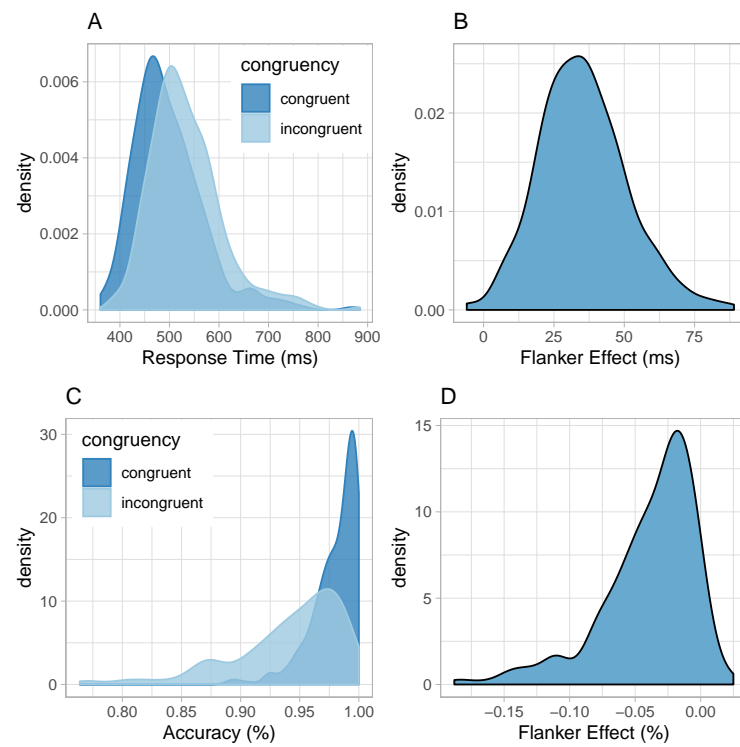 A
congruency
congruent
incongruent
density
0.006
0.004
0.002
0.000
400 500 600 700 800 900
Response Time (ms)
B
density
0.02
0.01
0.00
0 25 50 75
Flanker Effect (ms)
C
congruency
congruent
incongruent
density
30
20
10
0
0.80 0.85 0.90 0.95 1.00
Accuracy (%)
D
density
15
10
5
0
−0.15 −0.10 −0.05 0.00
Flanker Effect (%)